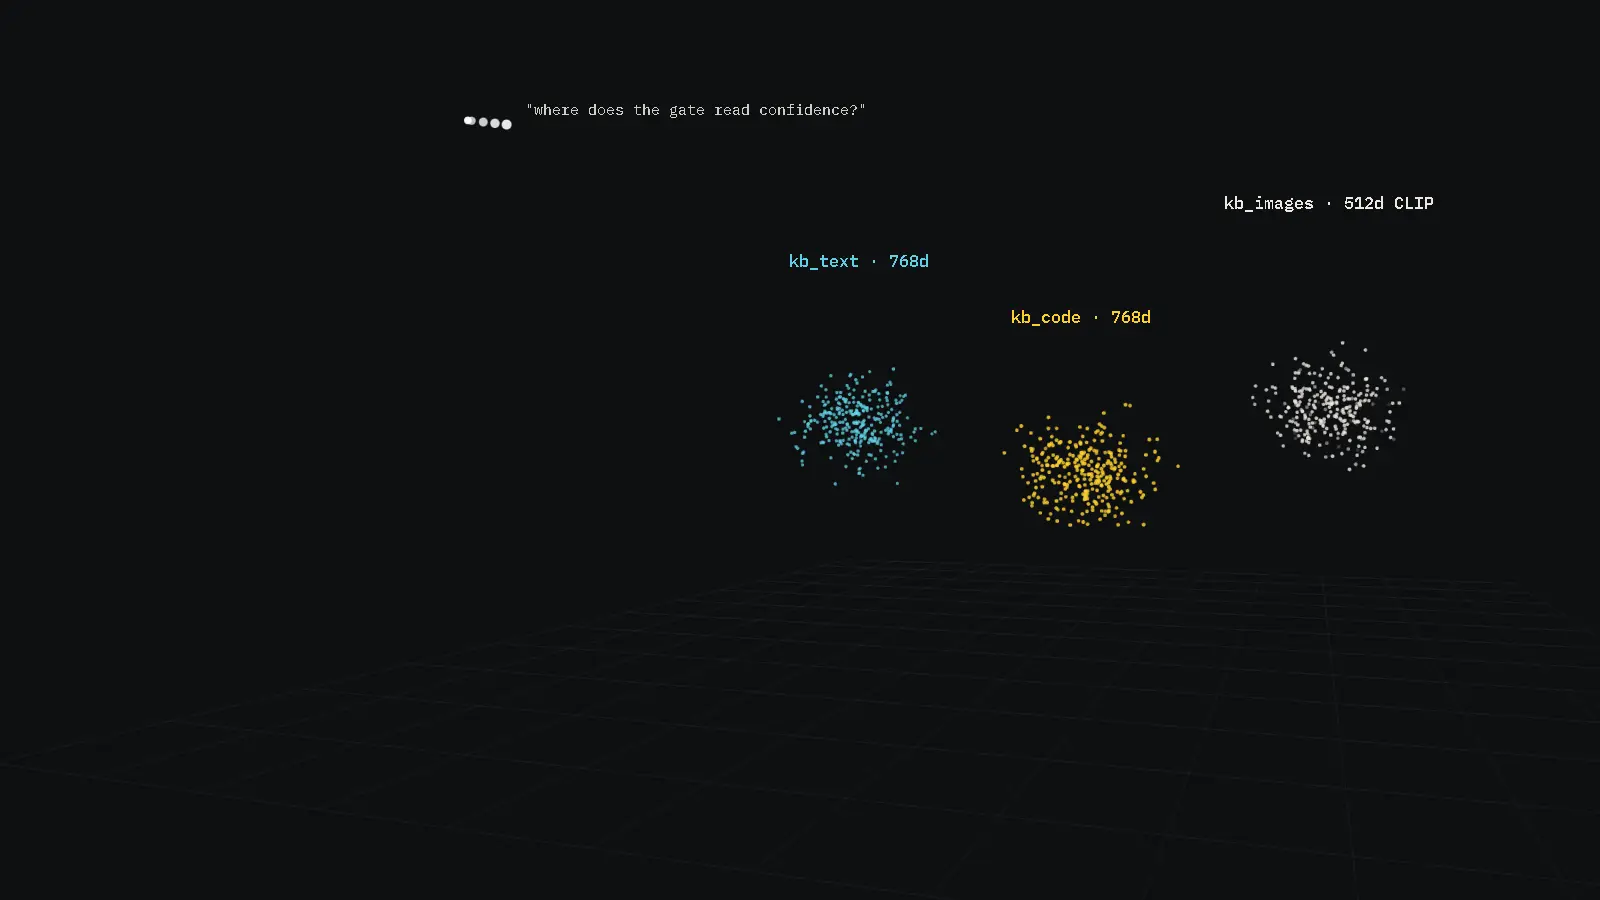 "where does the gate read confidence?"
kb_images · 512d CLIP
kb_text · 768d
kb_code · 768d